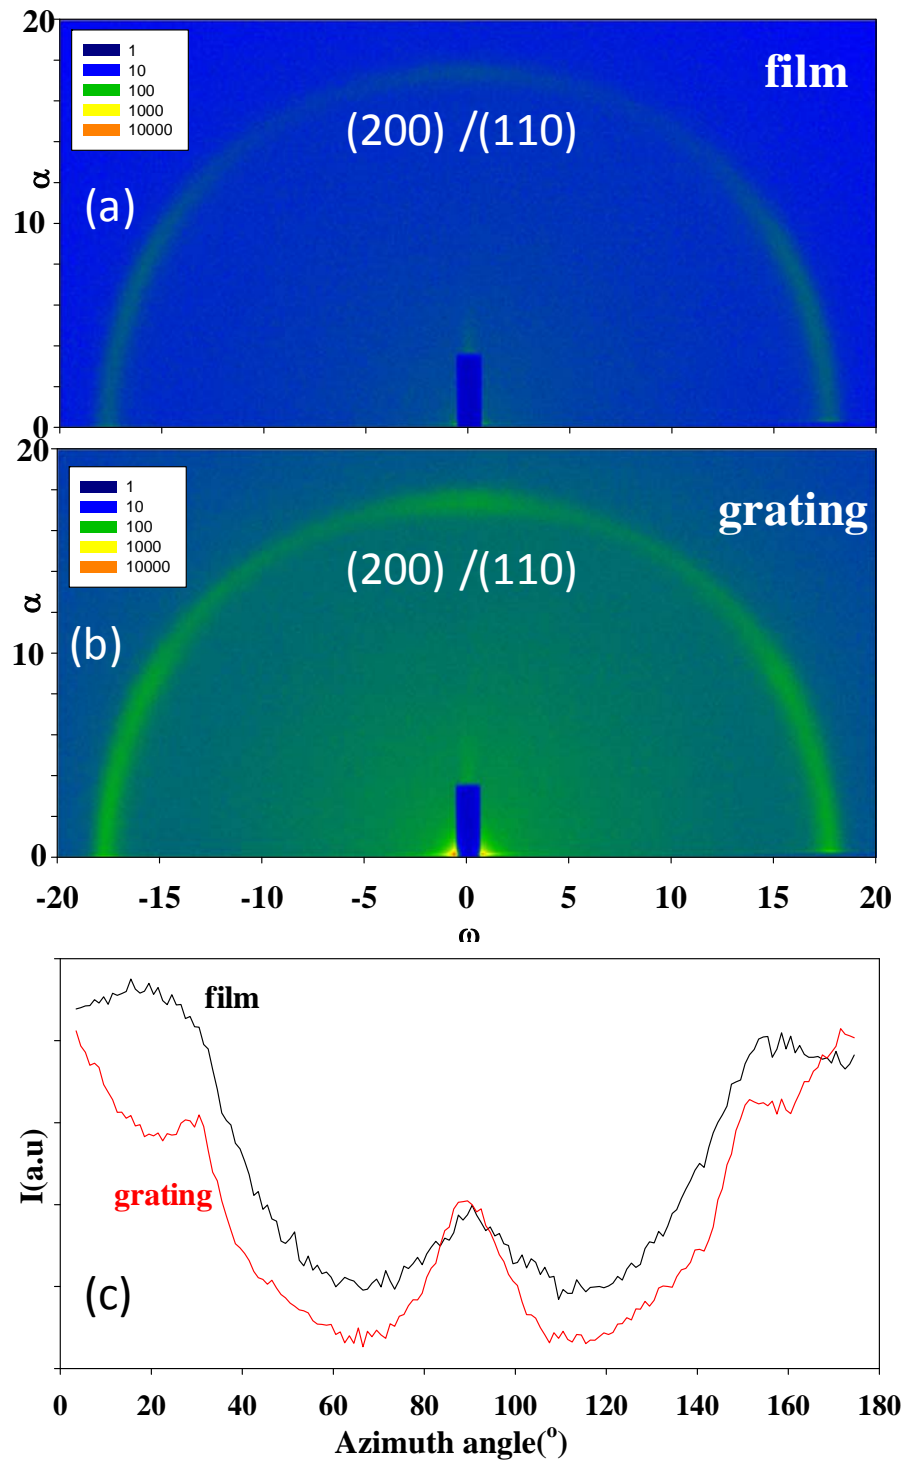 20
1
10
100
1000
10000
film
(200) /(110)
α
(a)
10
0
20
1
10
100
1000
10000
grating
(200) /(110)
α
(b)
10
0
-20 -15 -10 -5 0 5 10 15 20
ω
film
I(a.u)
grating
(c)
0 20 40 60 80 100 120 140 160 180
Azimuth angle(o)